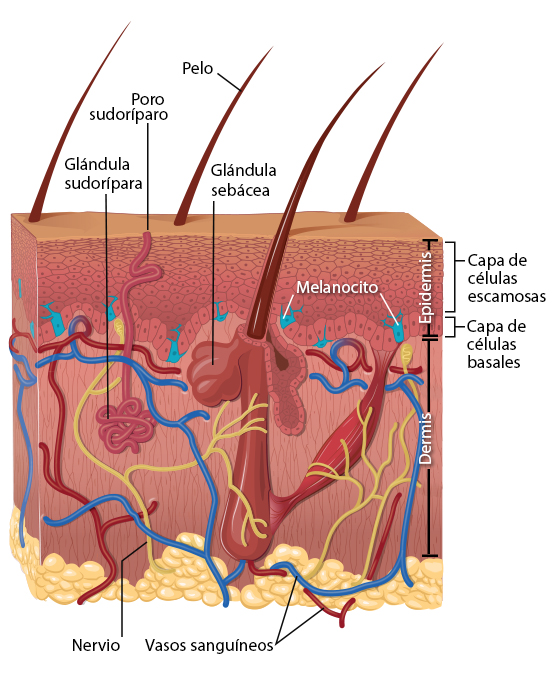 Pelo
Poro
sudoríparo
Glándula
sudorípara
Glándula
sebácea
Melanocito
Epidermis
Capa de
células
escamosas
Capa de
células
basales
Dermis
Nervio
Vasos sanguíneos